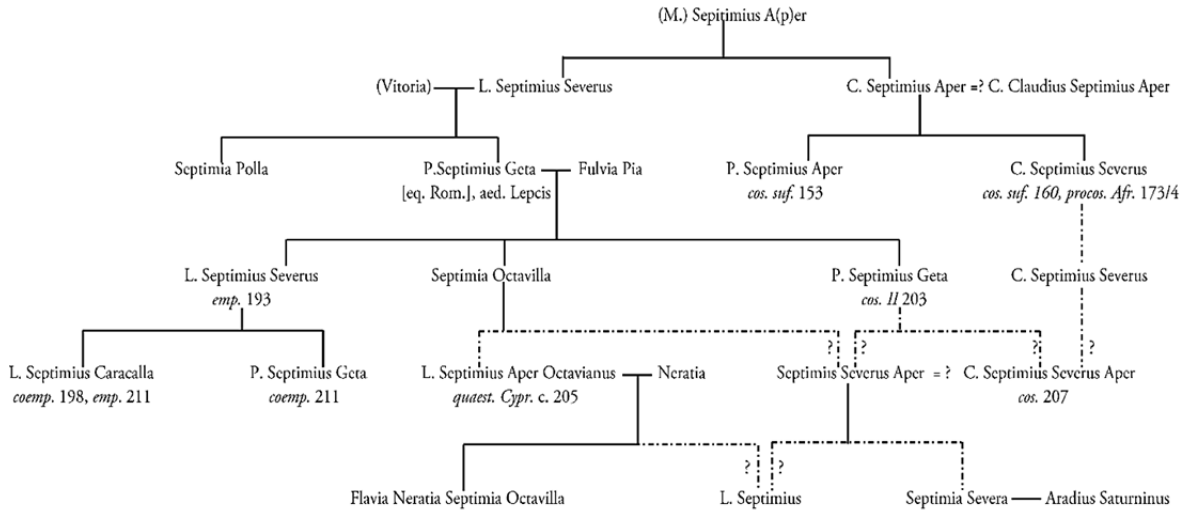 (M.) Sepitimius A(p)er
(Vitoria) L. Septimius Severus C. Septimius Aper =? C. Claudius Septimius Aper
Septimia Polla P.Septimius Geta Fulvia Pia P. Septimius Aper C. Septimius Severus
[eq. Rom.], aed. Lepcis cos. suf. 153 cos. suf. 160, procos. Afr. 173/4
L. Septimius Severus Septimia Octavilla P. Septimius Geta C. Septimius Severus
emp. 193 cos. II 203
? ? ? ?
L. Septimius Caracalla P. Septimius Geta L. Septimius Aper Octavianus Neratia Septimiis Severus Aper = ? C. Septimius Severus Aper
coemp. 198, emp. 211 coemp. 211 quaest. Cypr. c. 205 cos. 207
? ?
Flavia Neratia Septimia Octavilla L. Septimius Septimia Severa Aradius Saturninus